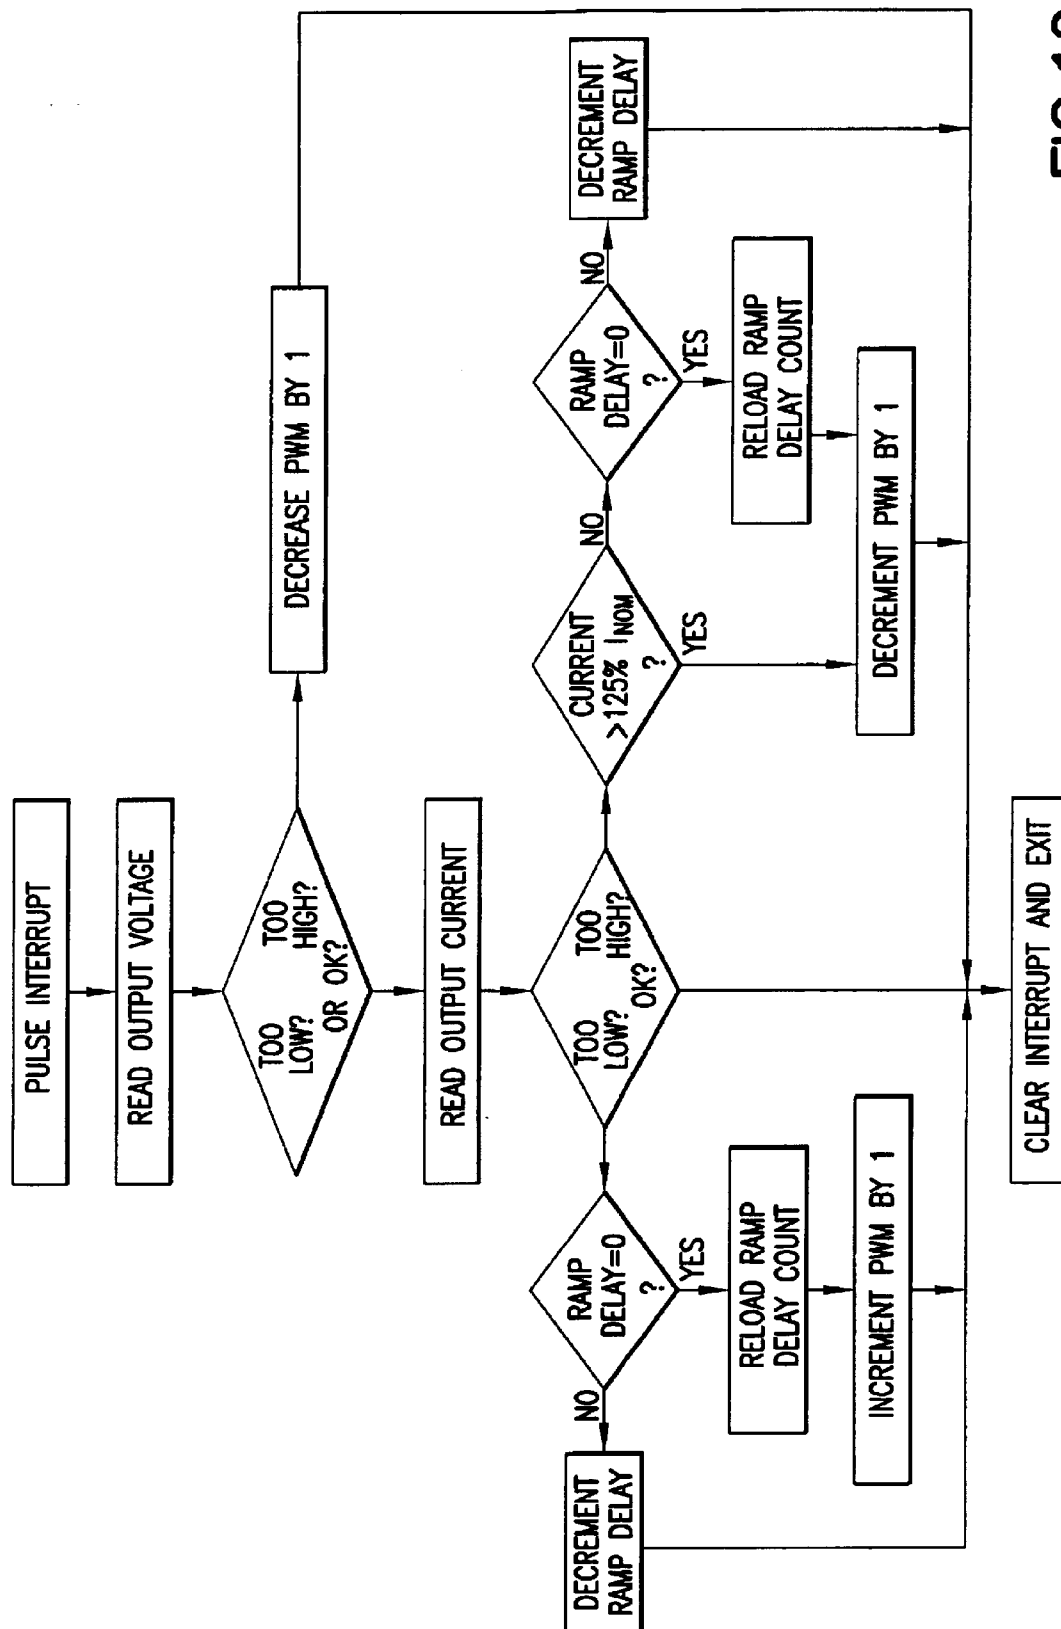 PULSE INTERRUPT
READ OUTPUT VOLTAGE
TOO
LOW?
TOO
HIGH?
OR OK?
DECREASE PWM BY 1
READ OUTPUT CURRENT
TOO
LOW?
TOO
HIGH?
OK?
RAMP
DELAY=0
?
NO
YES
DECREMENT
RAMP DELAY
RELOAD RAMP
DELAY COUNT
INCREMENT PWM BY 1
CURRENT
>125% INOM
?
NO
YES
RAMP
DELAY=0
?
NO
YES
DECREMENT
RAMP DELAY
RELOAD RAMP
DELAY COUNT
DECREMENT PWM BY 1
CLEAR INTERRUPT AND EXIT